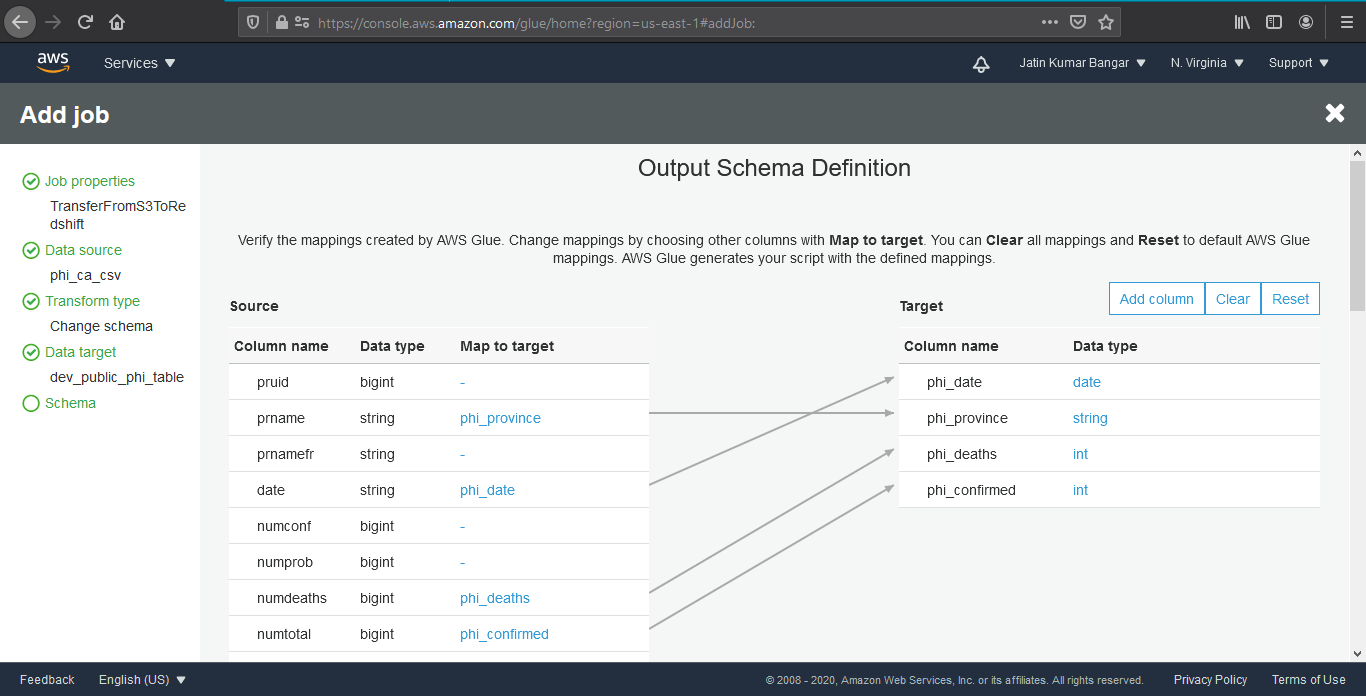 https://console.aws.amazon.com/glue/home?region=us-east-1#addJob:
aws Services Jatin Kumar Bangar N. Virginia Support
Add job
Job properties
TransferFromS3ToRe
dshift
Data source
phi_ca_csv
Transform type
Change schema
Data target
dev_public_phi_table
Schema
Output Schema Definition
Verify the mappings created by AWS Glue. Change mappings by choosing other columns with Map to target. You can Clear all mappings and Reset to default AWS Glue
mappings. AWS Glue generates your script with the defined mappings.
Add column Clear Reset
Source
Column name Data type Map to target
pruid bigint -
prname string phi_province
prnamefr string -
date string phi_date
numconf bigint -
numprob bigint -
numdeaths bigint phi_deaths
numtotal bigint phi_confirmed
Target
Column name Data type
phi_date date
phi_province string
phi_deaths int
phi_confirmed int
Feedback English (US) © 2008 - 2020, Amazon Web Services, Inc. or its affiliates. All rights reserved. Privacy Policy Terms of Use